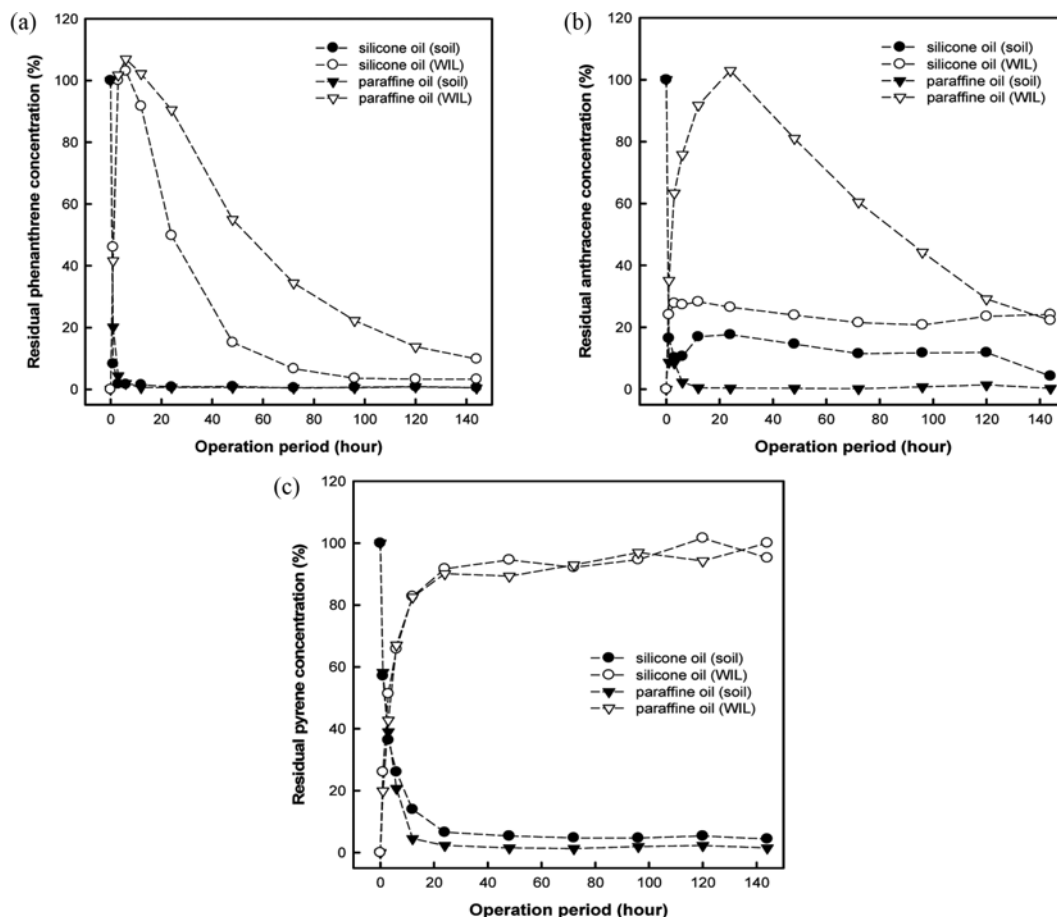 (a)
120
100
80
60
40
20
0
Residual phenanthrene concentration (%)
silicone oil (soil)
silicone oil (WIL)
paraffine oil (soil)
paraffine oil (WIL)
0 20 40 60 80 100 120 140
Operation period (hour)
(b)
120
100
80
60
40
20
0
Residual anthracene concentration (%)
silicone oil (soil)
silicone oil (WIL)
paraffine oil (soil)
paraffine oil (WIL)
0 20 40 60 80 100 120 140
Operation period (hour)
(c)
120
100
80
60
40
20
0
Residual pyrene concentration (%)
silicone oil (soil)
silicone oil (WIL)
paraffine oil (soil)
paraffine oil (WIL)
0 20 40 60 80 100 120 140
Operation period (hour)